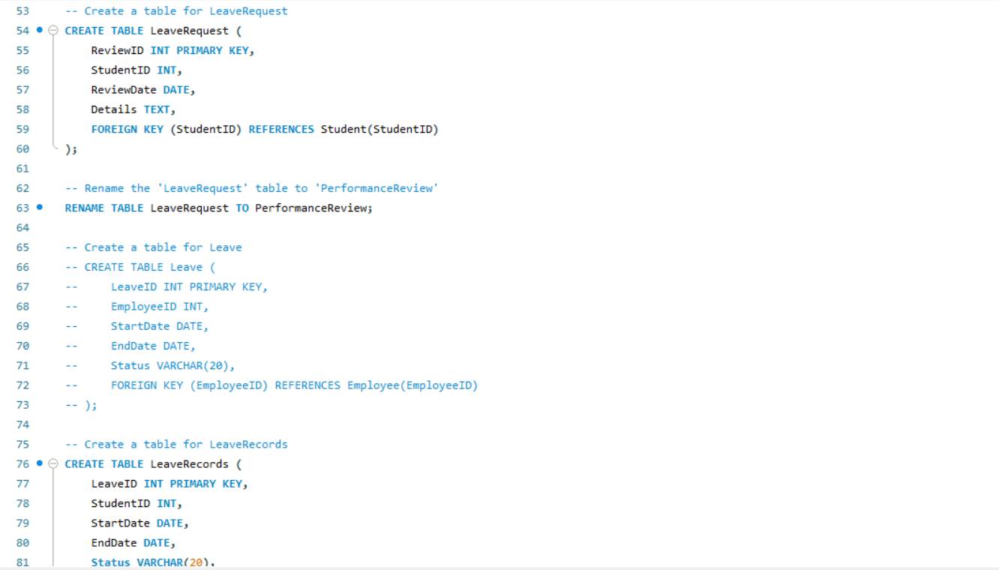 53 -- Create a table for LeaveRequest
54 CREATE TABLE LeaveRequest (
55 ReviewID INT PRIMARY KEY,
56 StudentID INT,
57 ReviewDate DATE,
58 Details TEXT,
59 FOREIGN KEY (StudentID) REFERENCES Student(StudentID)
60 );
61
62 -- Rename the 'LeaveRequest' table to 'PerformanceReview'
63 RENAME TABLE LeaveRequest TO PerformanceReview;
64
65 -- Create a table for Leave
66 -- CREATE TABLE Leave (
67 -- LeaveID INT PRIMARY KEY,
68 -- EmployeeID INT,
69 -- StartDate DATE,
70 -- EndDate DATE,
71 -- Status VARCHAR(20),
72 -- FOREIGN KEY (EmployeeID) REFERENCES Employee(EmployeeID)
73 -- );
74
75 -- Create a table for LeaveRecords
76 CREATE TABLE LeaveRecords (
77 LeaveID INT PRIMARY KEY,
78 StudentID INT,
79 StartDate DATE,
80 EndDate DATE,
81 Status VARCHAR(20),